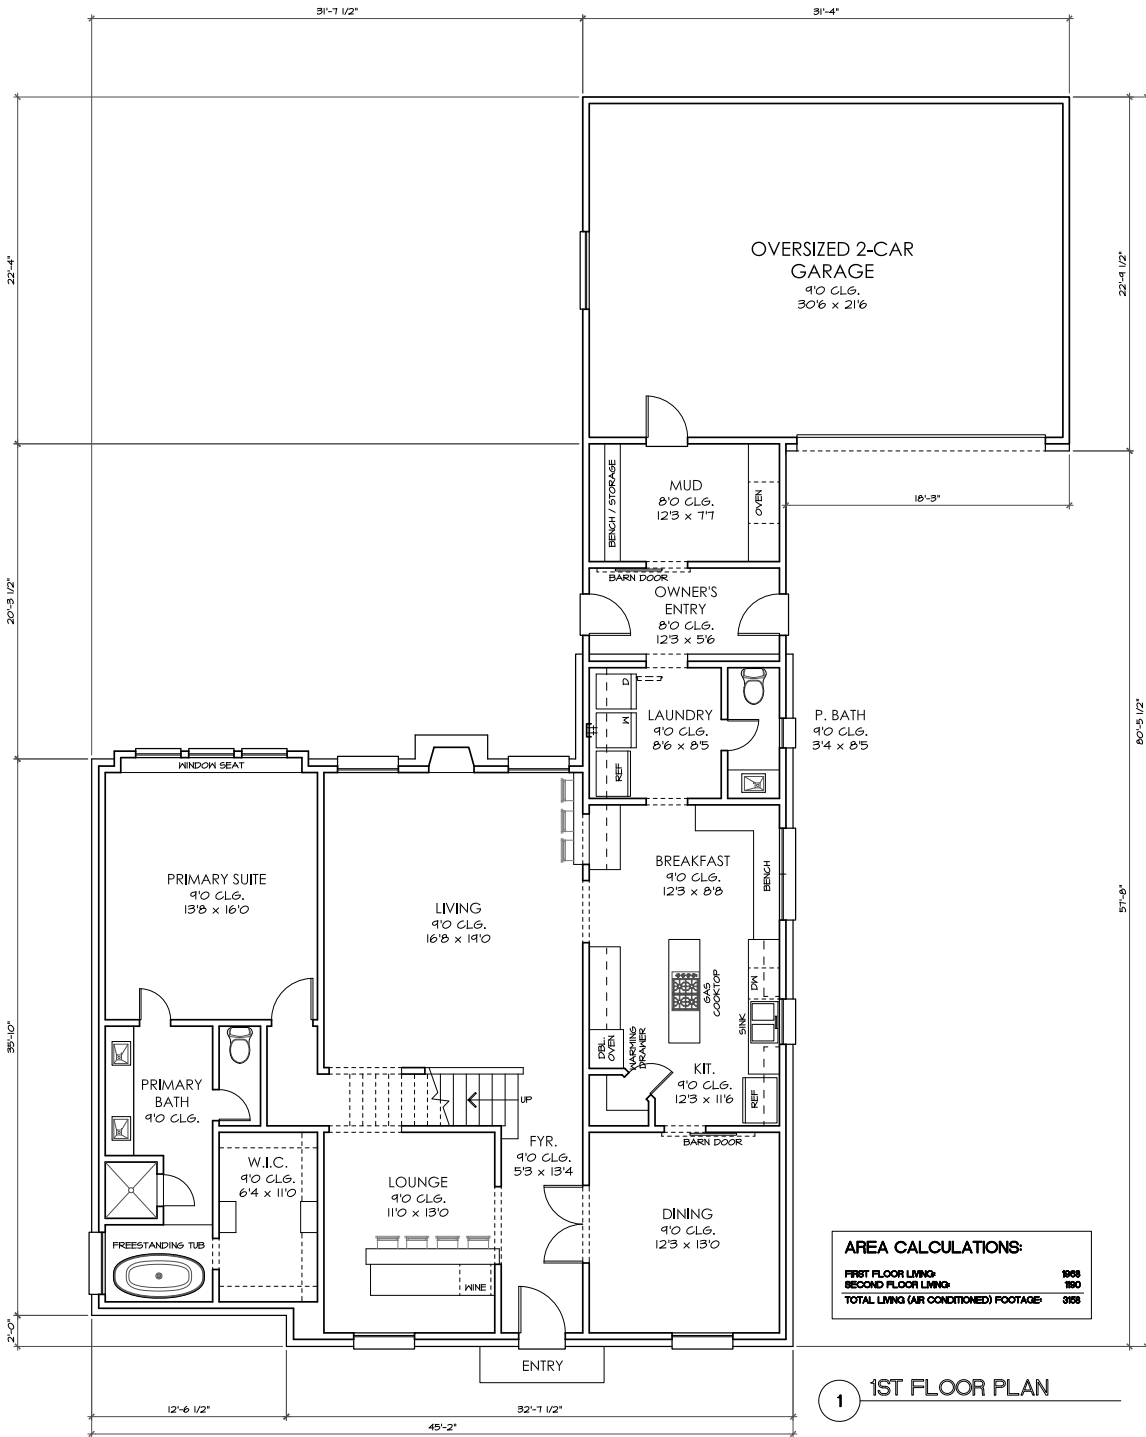 31'-7 1/2"
31'-4"
22'-4"
22'-9 1/2"
OVERSIZED 2-CAR
GARAGE
9'0 CLG.
30'6 x 21'6
BENCH / STORAGE
MUD
8'0 CLG.
12'3 x 7'7
OVEN
18'-3"
BARN DOOR
OWNER'S
ENTRY
8'0 CLG.
12'3 x 5'6
20'-3 1/2"
D
W
REF
LAUNDRY
9'0 CLG.
8'6 x 8'5
P. BATH
9'0 CLG.
3'4 x 8'5
80'-5 1/2"
WINDOW SEAT
PRIMARY SUITE
9'0 CLG.
13'8 x 16'0
LIVING
9'0 CLG.
16'8 x 19'0
BREAKFAST
9'0 CLG.
12'3 x 8'8
BENCH
57'-8"
GAS
COOKTOP
DW
SINK
DBL.
OVEN
WARMING
DRAWER
KIT.
9'0 CLG.
12'3 x 11'6
REF
35'-10"
PRIMARY
BATH
9'0 CLG.
UP
BARN DOOR
FYR.
9'0 CLG.
5'3 x 13'4
W.I.C.
9'0 CLG.
6'4 x 11'0
LOUNGE
9'0 CLG.
11'0 x 13'0
DINING
9'0 CLG.
12'3 x 13'0
FREESTANDING TUB
WINE
AREA CALCULATIONS:
FIRST FLOOR LIVING: 1968
SECOND FLOOR LIVING: 1190
TOTAL LIVING (AIR CONDITIONED) FOOTAGE: 3158
2'-0"
ENTRY
1
1ST FLOOR PLAN
12'-6 1/2"
32'-7 1/2"
45'-2"